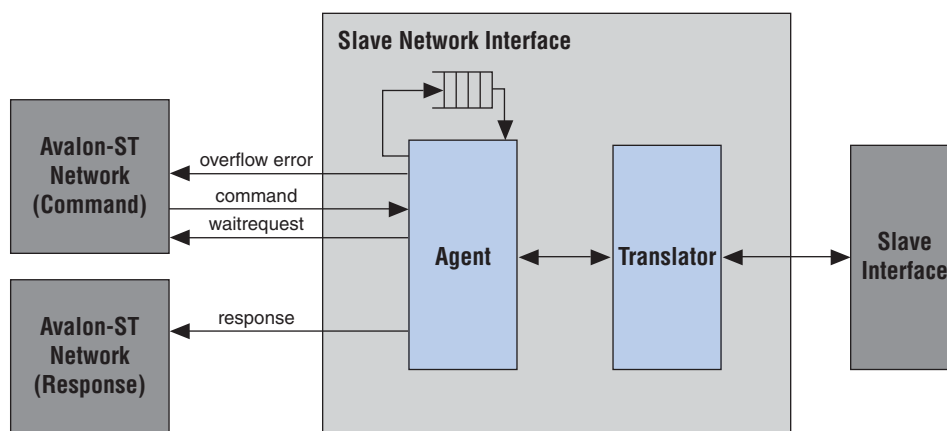 Slave Network Interface
Avalon-ST
Network
(Command)
overflow error
command
waitrequest
Agent
Translator
Slave
Interface
Avalon-ST
Network
(Response)
response